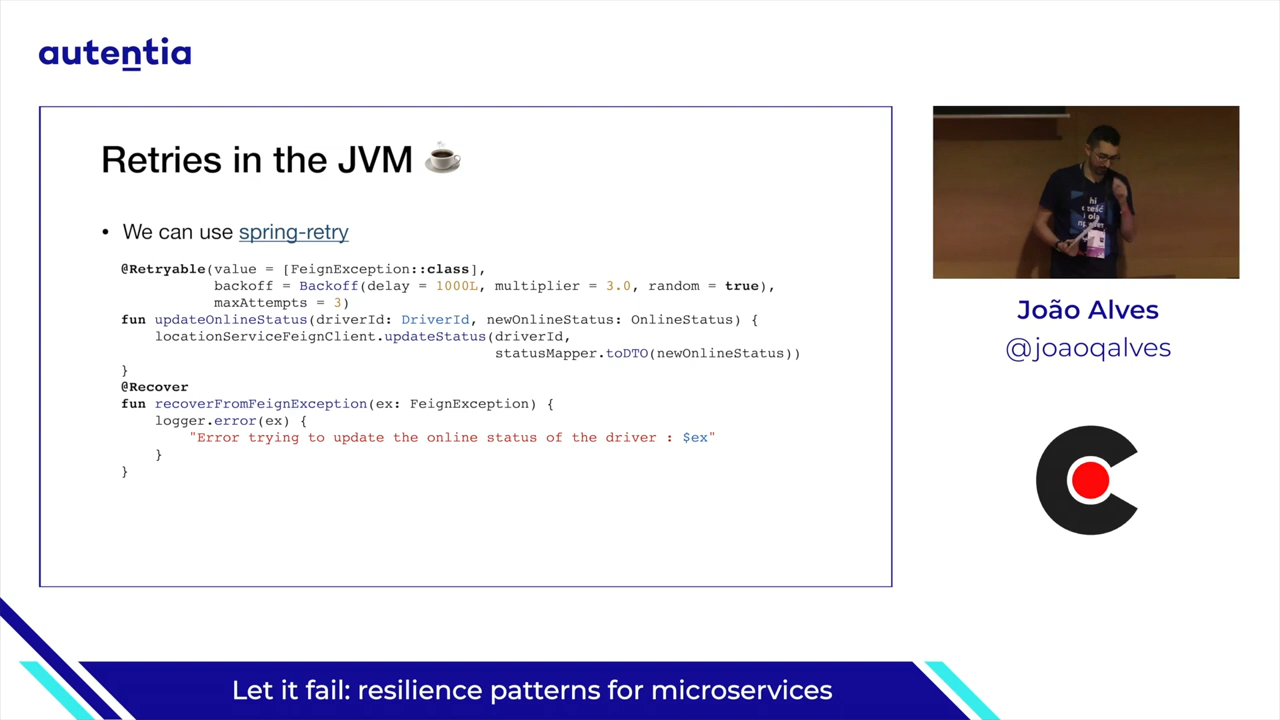 autentia
Retries in the JVM ☕
• We can use spring-retry
@Retryable(value = [FeignException::class],
backoff = Backoff(delay = 1000L, multiplier = 3.0, random = true),
maxAttempts = 3)
fun updateOnlineStatus(driverId: DriverId, newOnlineStatus: OnlineStatus) {
locationServiceFeignClient.updateStatus(driverId,
statusMapper.toDTO(newOnlineStatus))
}
@Recover
fun recoverFromFeignException(ex: FeignException) {
logger.error(ex) {
"Error trying to update the online status of the driver : $ex"
}
}
hi
cześć
i ola
João Alves
@joaoqalves
Let it fail: resilience patterns for microservices